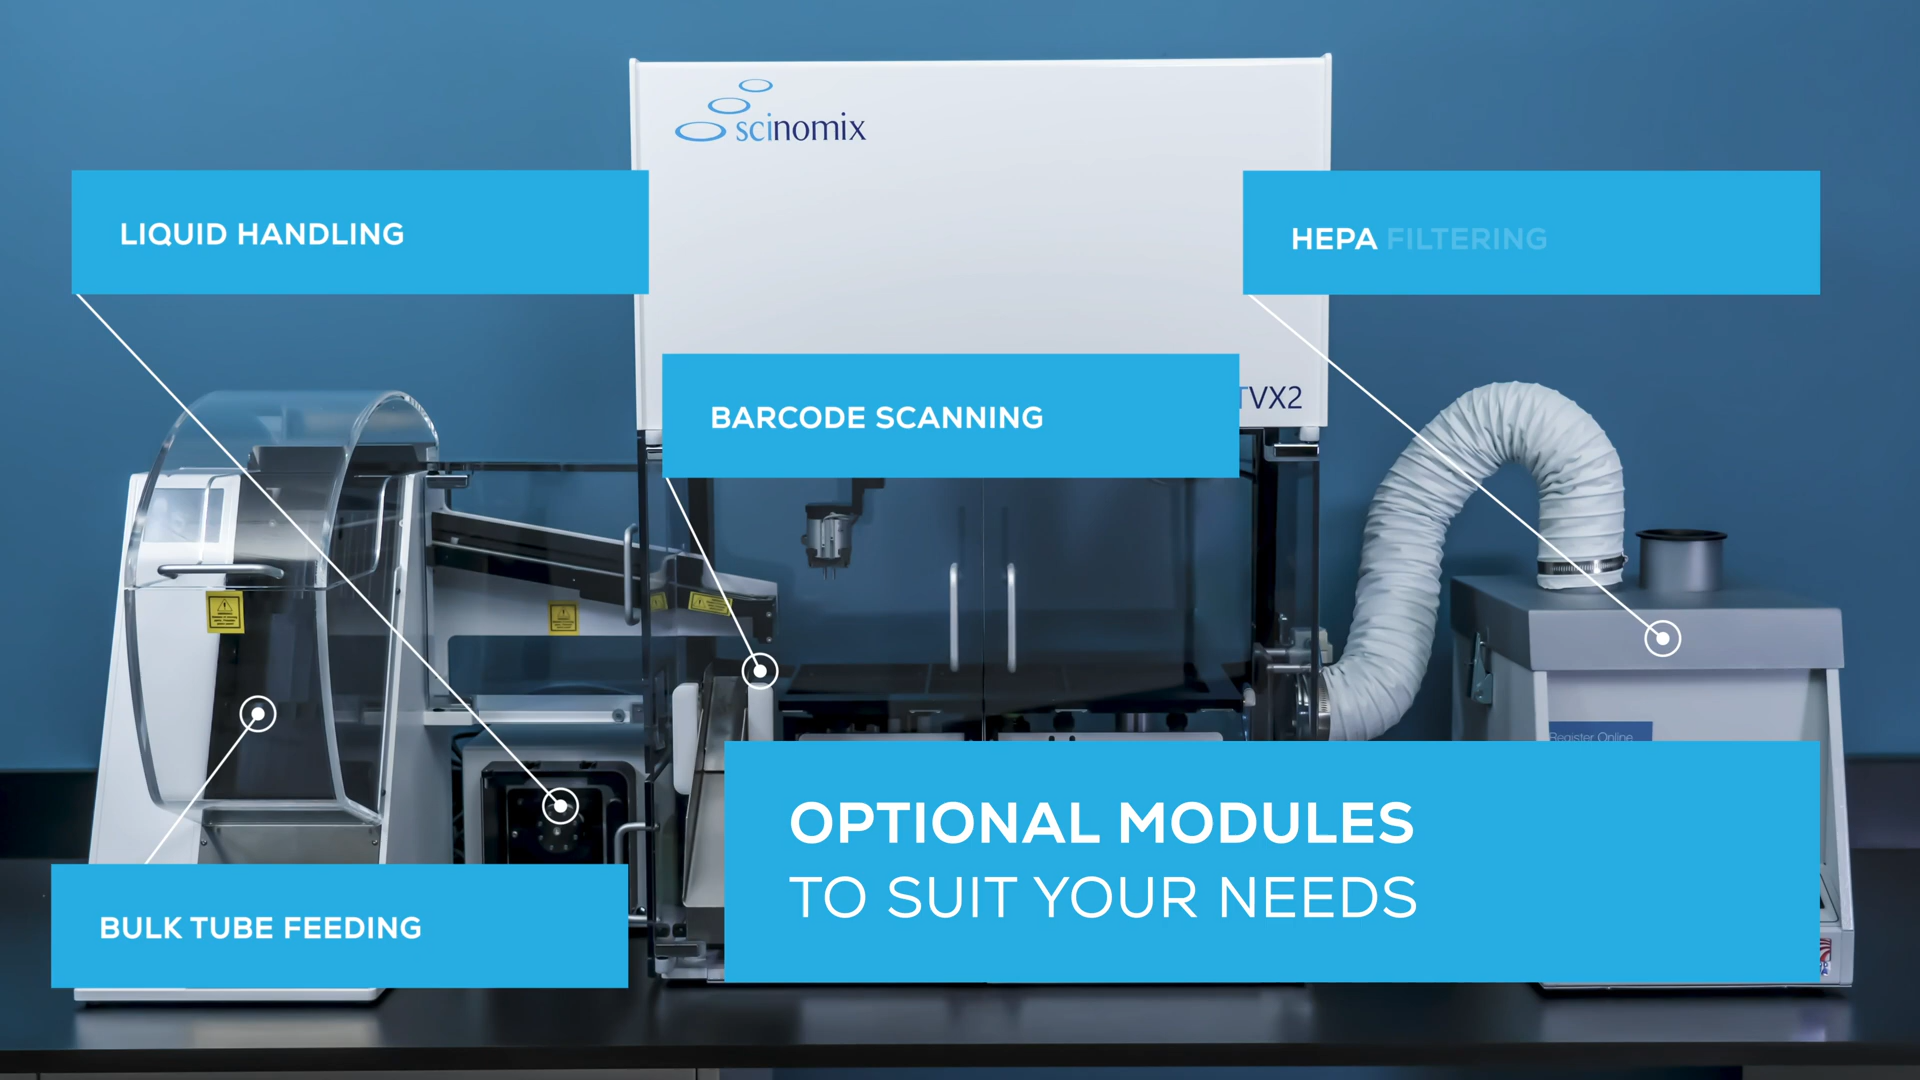 scinomix
LIQUID HANDLING
HEPA FILTERING
BARCODE SCANNING
TVX2
Register Online
OPTIONAL MODULES
TO SUIT YOUR NEEDS
BULK TUBE FEEDING